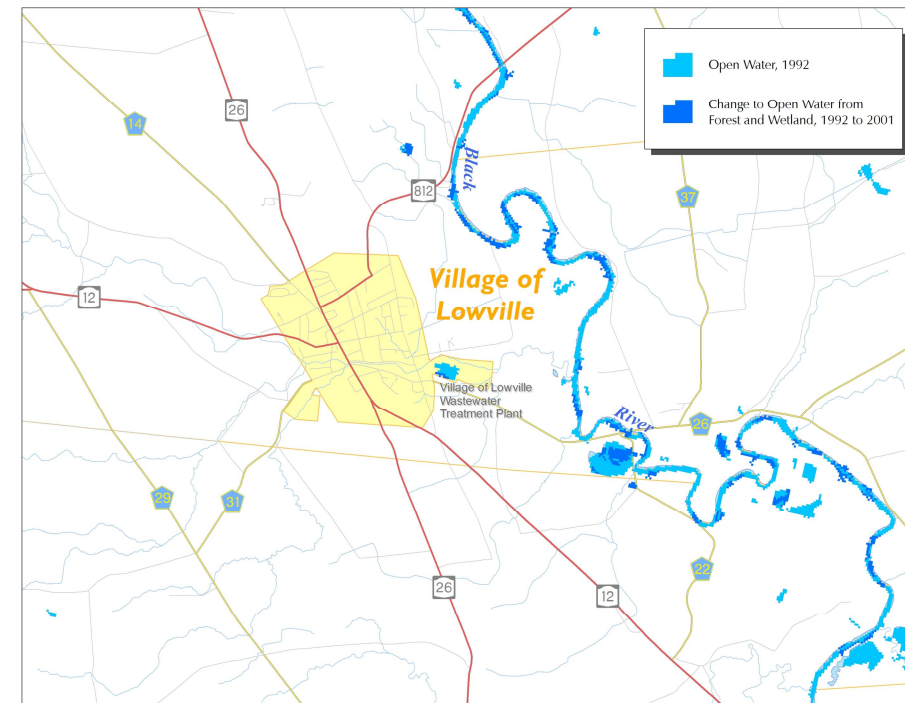 Open Water, 1992
Change to Open Water from
Forest and Wetland, 1992 to 2001
14
26
812
Black
37
12
Village of
Lowville
Village of Lowville
Wastewater
Treatment Plant
River
26
29
31
22
26
12